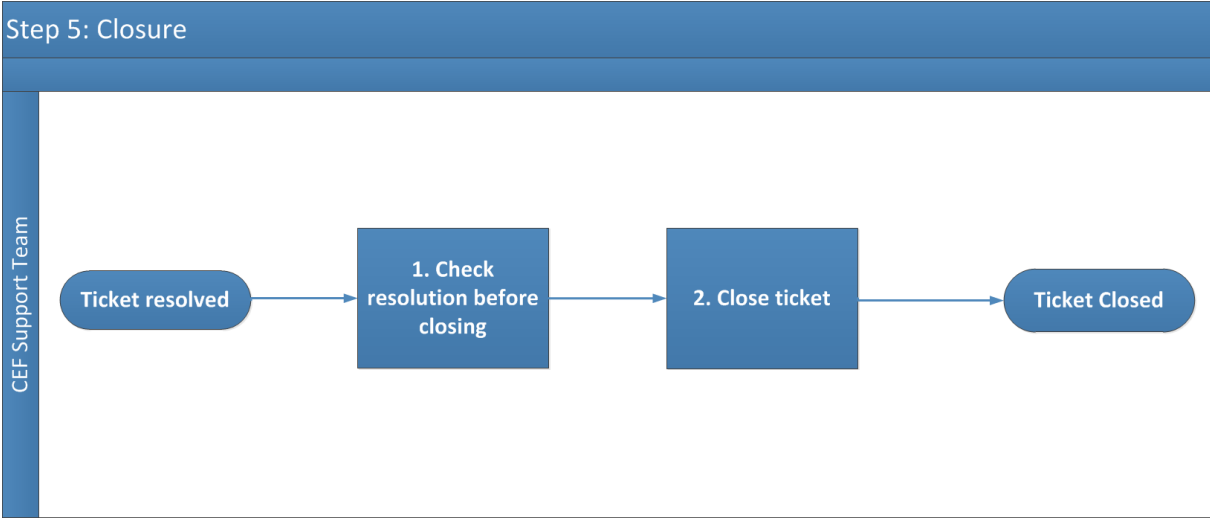 Step 5: Closure
CEF Support Team
Ticket resolved
1. Check
resolution before
closing
2. Close ticket
Ticket Closed